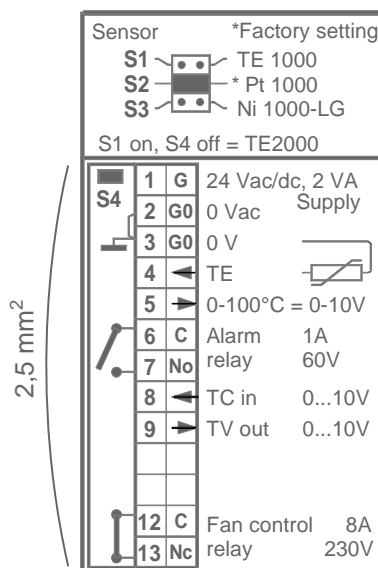 Sensor *Factory setting
S1 TE 1000
S2 * Pt 1000
S3 Ni 1000-LG
S1 on, S4 off = TE2000
S4
1 G 24 Vac/dc, 2 VA
Supply
2 G0 0 Vac
3 G0 0 V
4 TE
5 0-100°C = 0-10V
6 C Alarm 1A
7 No relay 60V
8 TC in 0...10V
9 TV out 0...10V
12 C Fan control 8A
13 Nc relay 230V
2,5 mm²